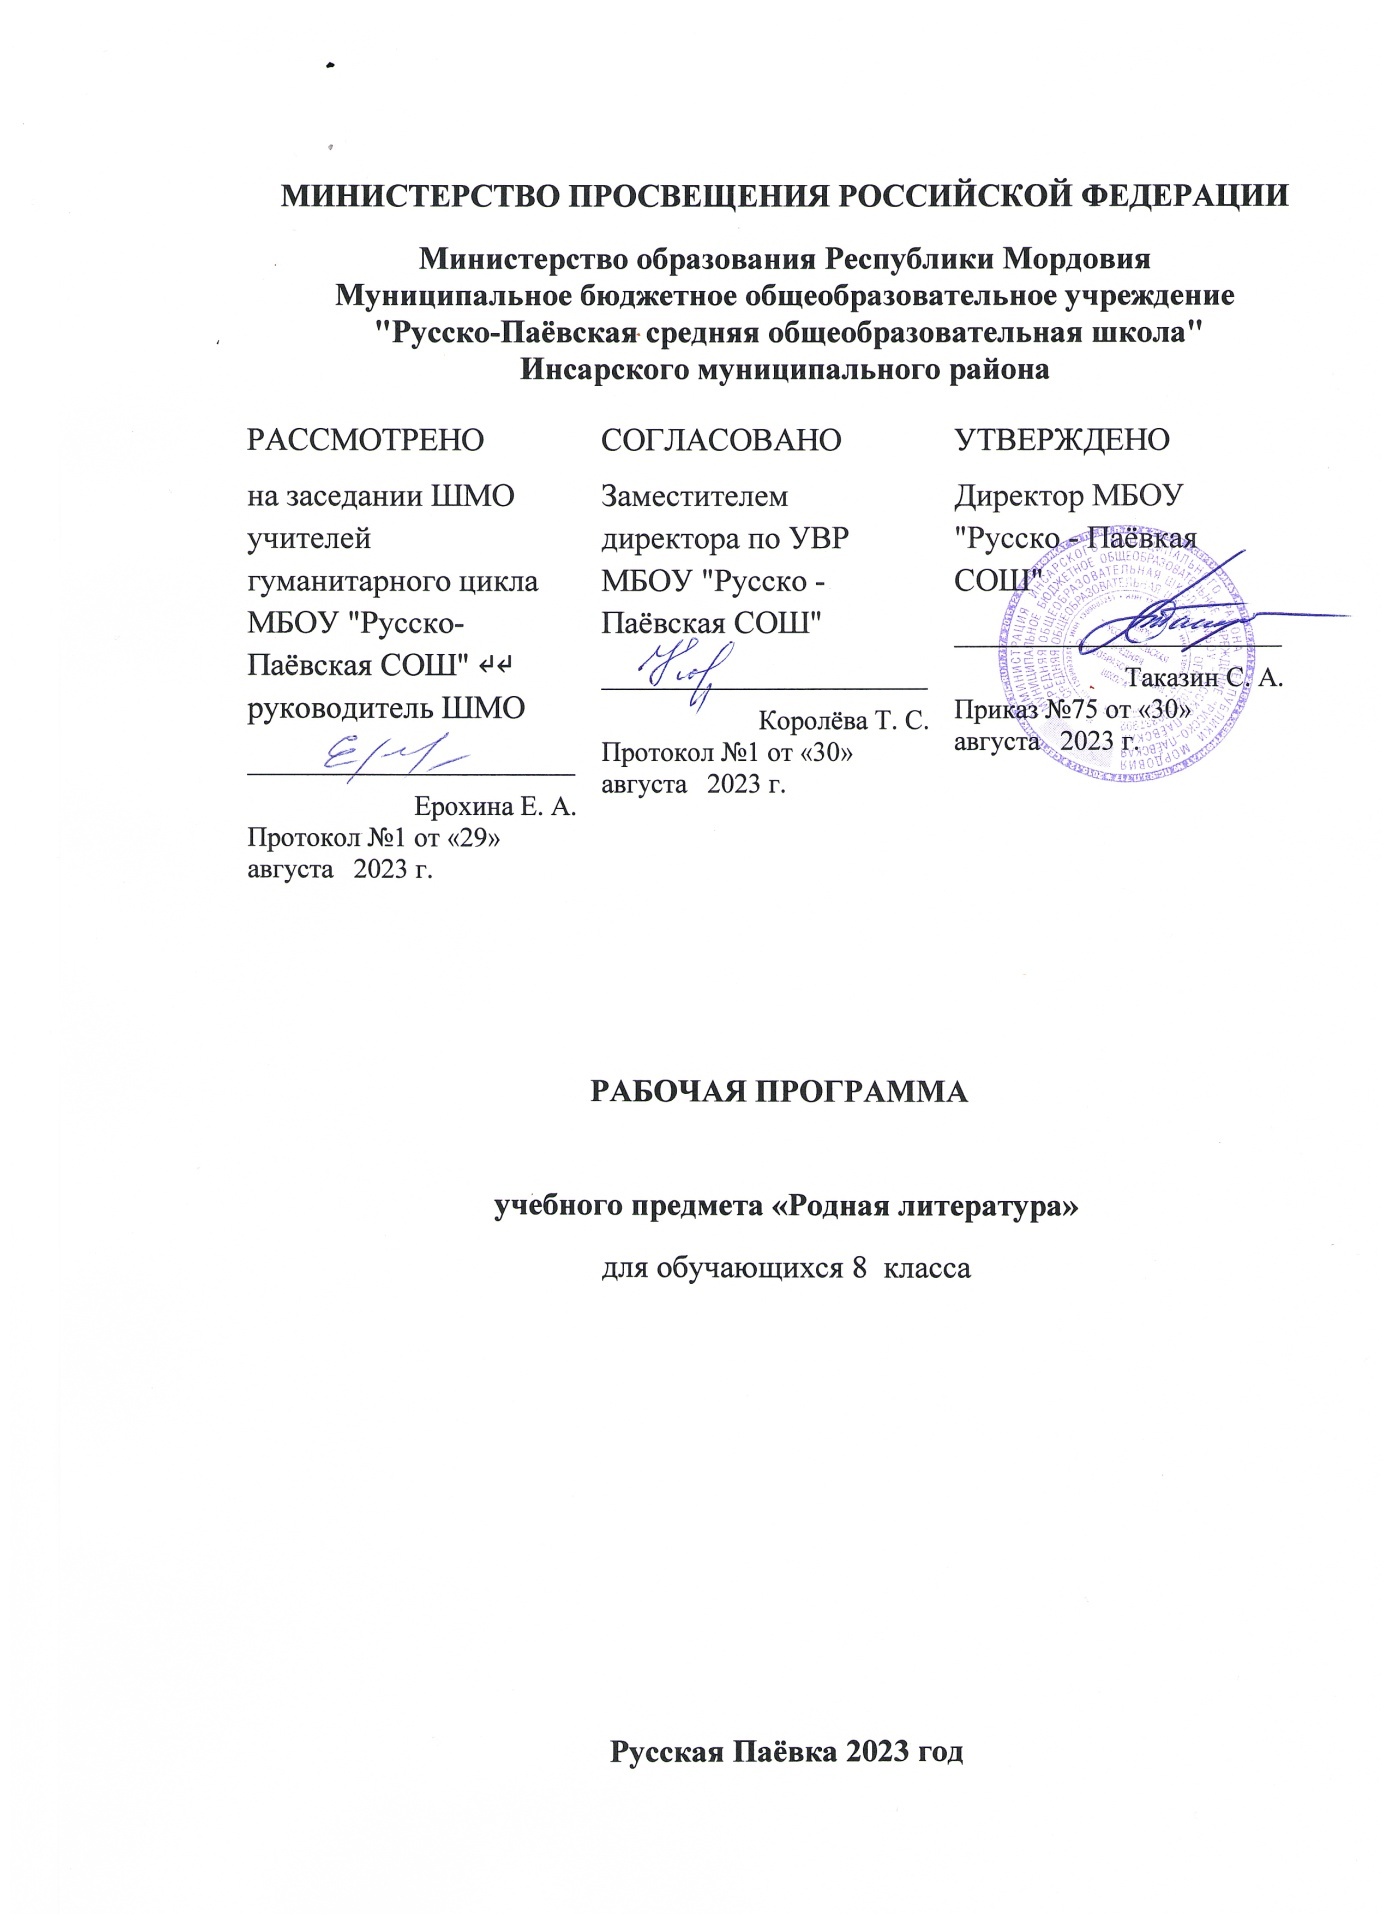 МИНИСТЕРСТВО ПРОСВЕЩЕНИЯ РОССИЙСКОЙ ФЕДЕРАЦИИ
Министерство образования Республики Мордовия
Муниципальное бюджетное общеобразовательное учреждение
"Русско-Паёвская средняя общеобразовательная школа"
Инсарского муниципального района
РАССМОТРЕНО
на заседании ШМО
учителей
гуманитарного цикла
МБОУ "Русско-
Паёвская СОШ" ↵↵
руководитель ШМО
Ерохина Е. А.
Протокол №1 от «29»
августа 2023 г.
СОГЛАСОВАНО
Заместителем
директора по УВР
МБОУ "Русско -
Паёвская СОШ"
Королёва Т. С.
Протокол №1 от «30»
августа 2023 г.
УТВЕРЖДЕНО
Директор МБОУ
"Русско - Паёвкая
СОШ"
Таказин С. А.
Приказ №75 от «30»
августа 2023 г.
РАБОЧАЯ ПРОГРАММА
учебного предмета «Родная литература»
для обучающихся 8 класса
Русская Паёвка 2023 год